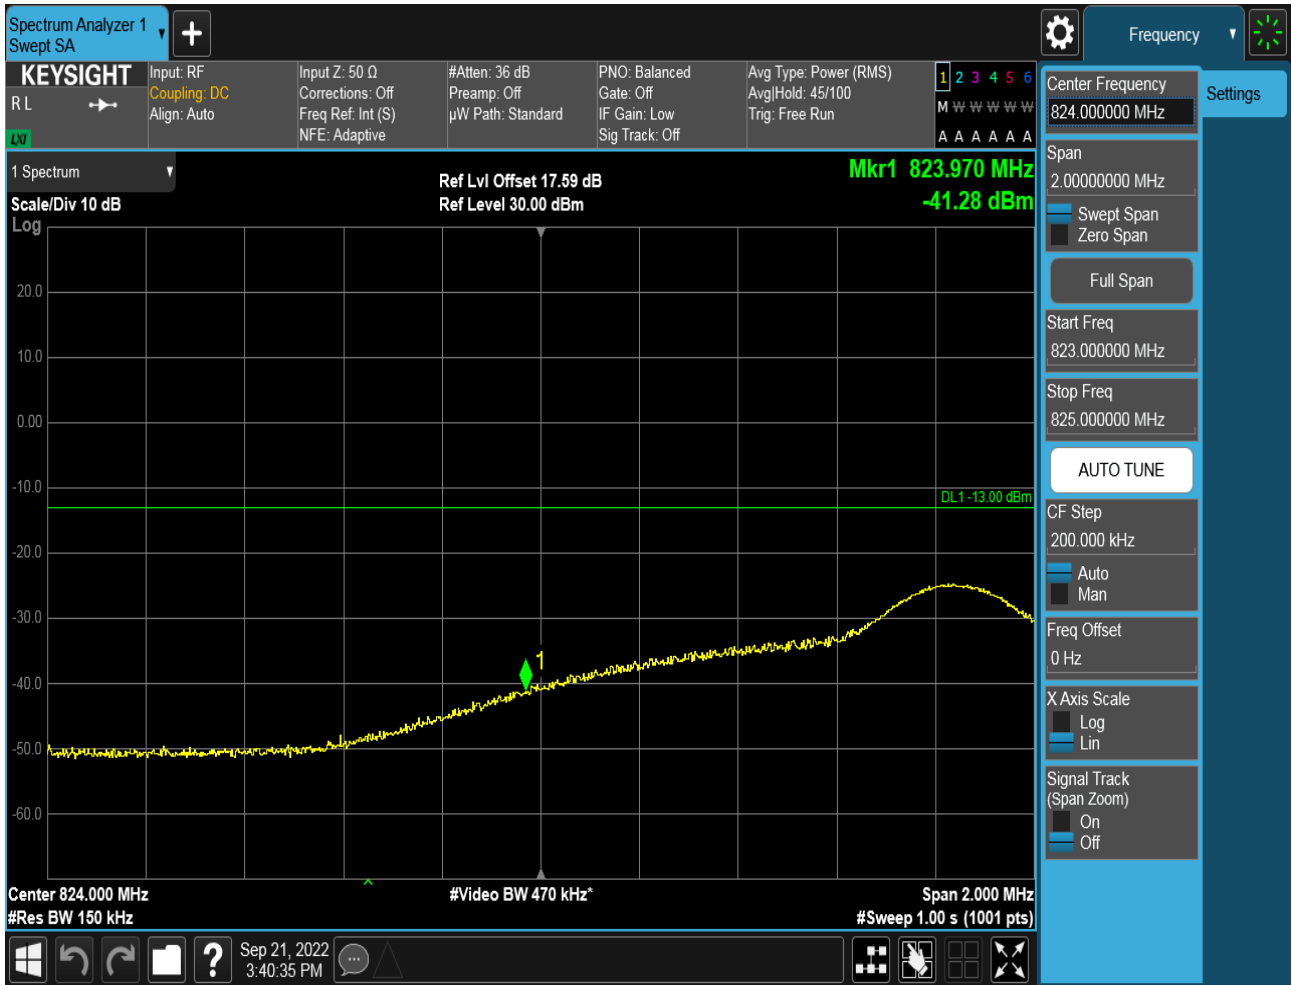 Spectrum Analyzer 1
Swept SA
Frequency
KEYSIGHT
R L
LXI
Input: RF
Coupling: DC
Align: Auto
Input Z: 50 Ω
Corrections: Off
Freq Ref: Int (S)
NFE: Adaptive
#Atten: 36 dB
Preamp: Off
µW Path: Standard
PNO: Balanced
Gate: Off
IF Gain: Low
Sig Track: Off
Avg Type: Power (RMS)
Avg|Hold: 45/100
Trig: Free Run
1 2 3 4 5 6
M W W W W W
A A A A A A
1 Spectrum
Scale/Div 10 dB
Log
Ref Lvl Offset 17.59 dB
Ref Level 30.00 dBm
Mkr1 823.970 MHz
-41.28 dBm
20.0
10.0
0.00
-10.0
DL1 -13.00 dBm
-20.0
-30.0
1
-40.0
-50.0
-60.0
Center 824.000 MHz
#Video BW 470 kHz*
Span 2.000 MHz
#Res BW 150 kHz
#Sweep 1.00 s (1001 pts)
Sep 21, 2022
3:40:35 PM
?
Center Frequency
824.000000 MHz
Settings
Span
2.00000000 MHz
Swept Span
Zero Span
Full Span
Start Freq
823.000000 MHz
Stop Freq
825.000000 MHz
AUTO TUNE
CF Step
200.000 kHz
Auto
Man
Freq Offset
0 Hz
X Axis Scale
Log
Lin
Signal Track
(Span Zoom)
On
Off